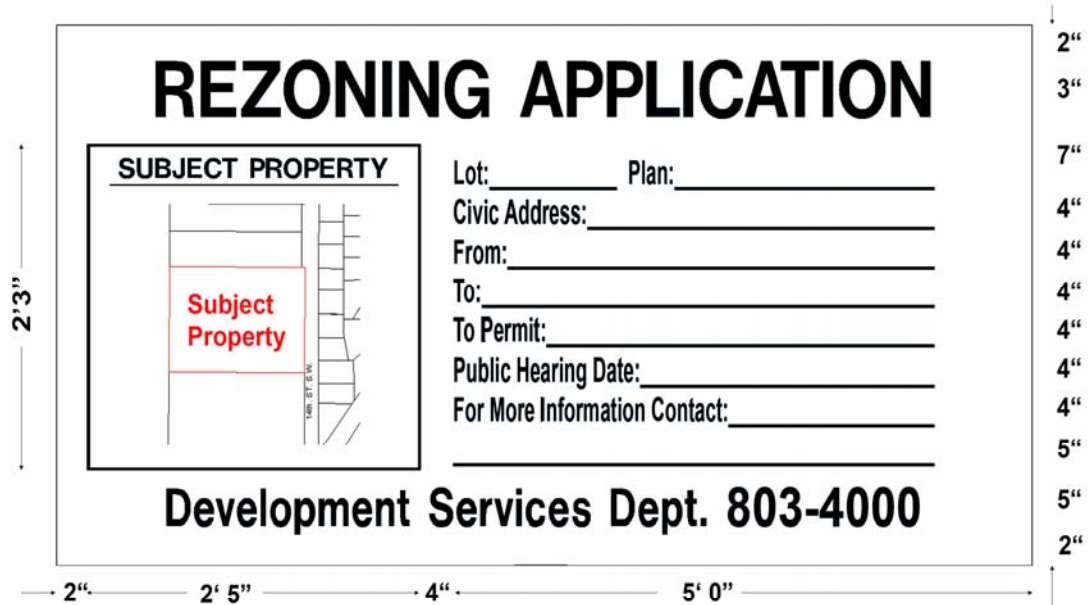 REZONING APPLICATION
SUBJECT PROPERTY
Subject
Property
14th. ST. S.W.
Lot: Plan:
Civic Address:
From:
To:
To Permit:
Public Hearing Date:
For More Information Contact:
Development Services Dept. 803-4000
2'3"
2"
3"
7"
4"
4"
4"
4"
4"
4"
5"
5"
2"
2" 2' 5" 4" 5' 0"